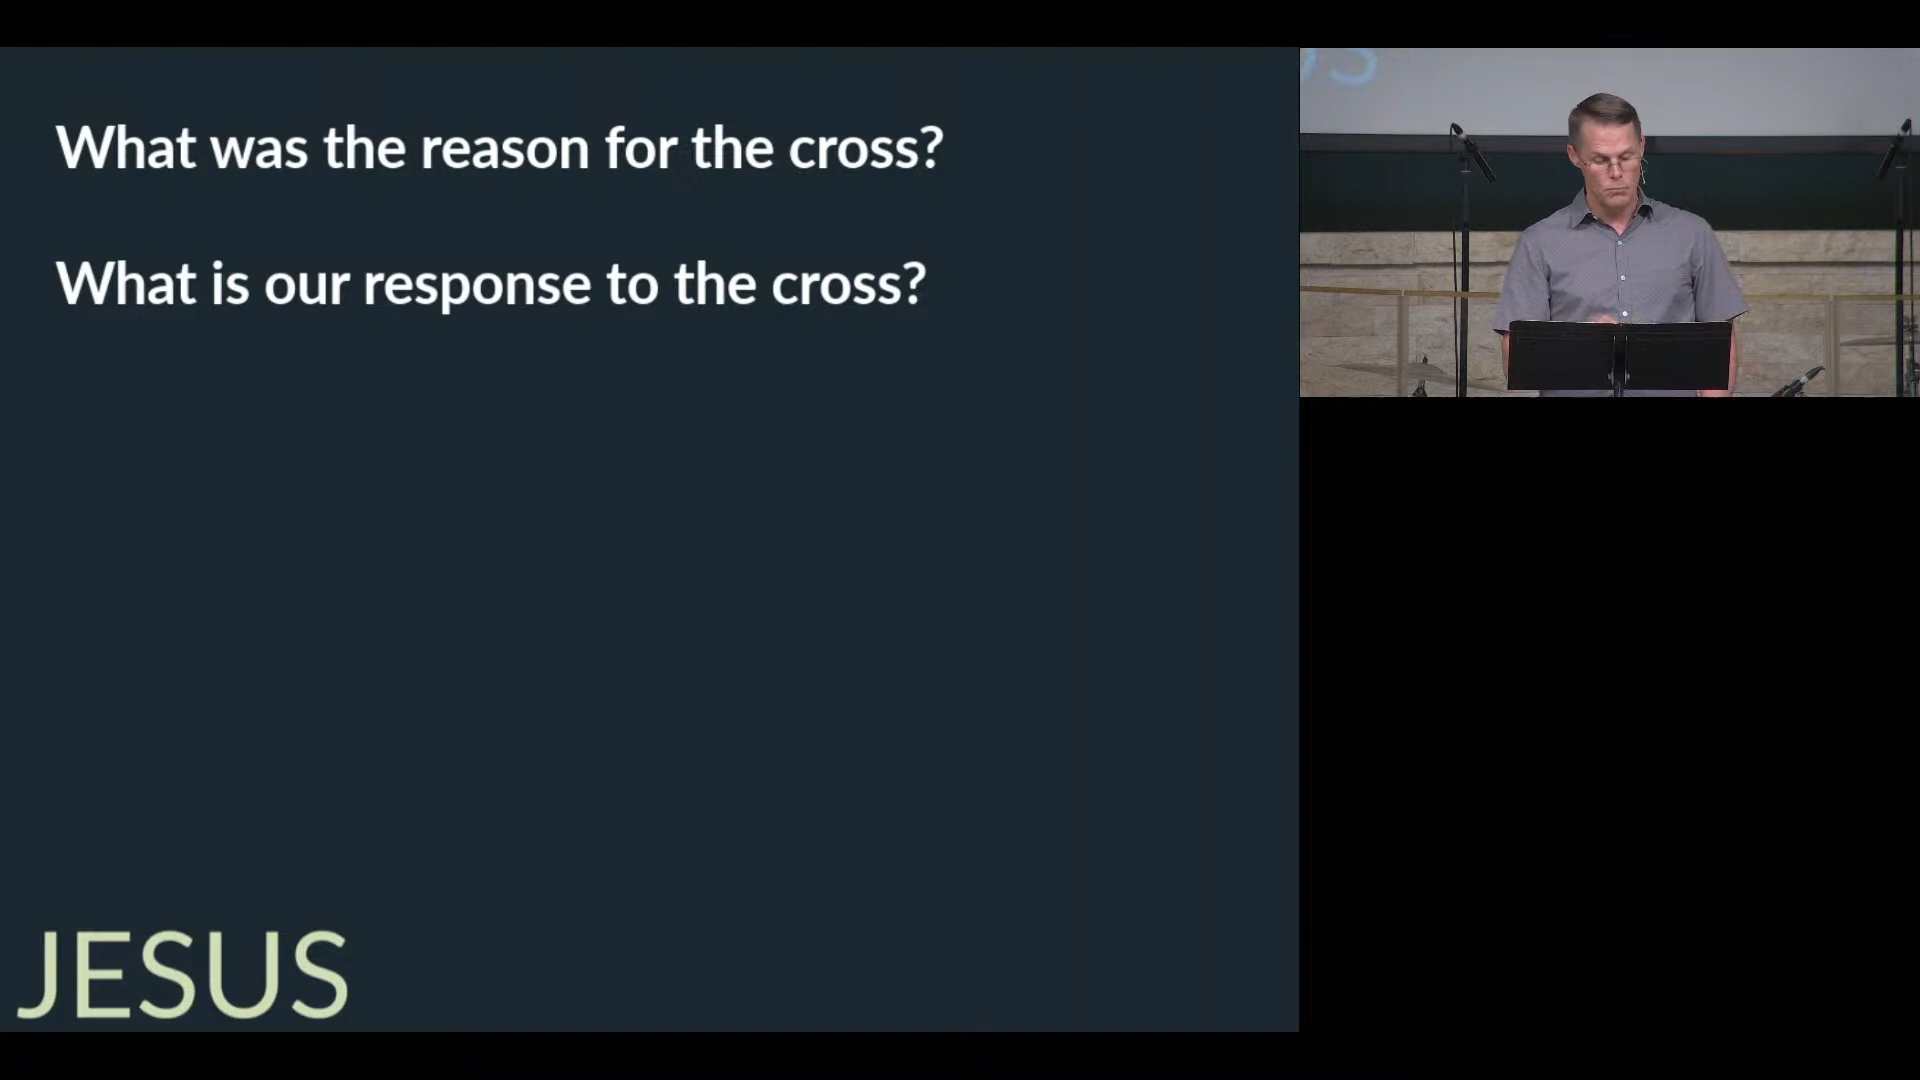 What was the reason for the cross?
What is our response to the cross?
JESUS